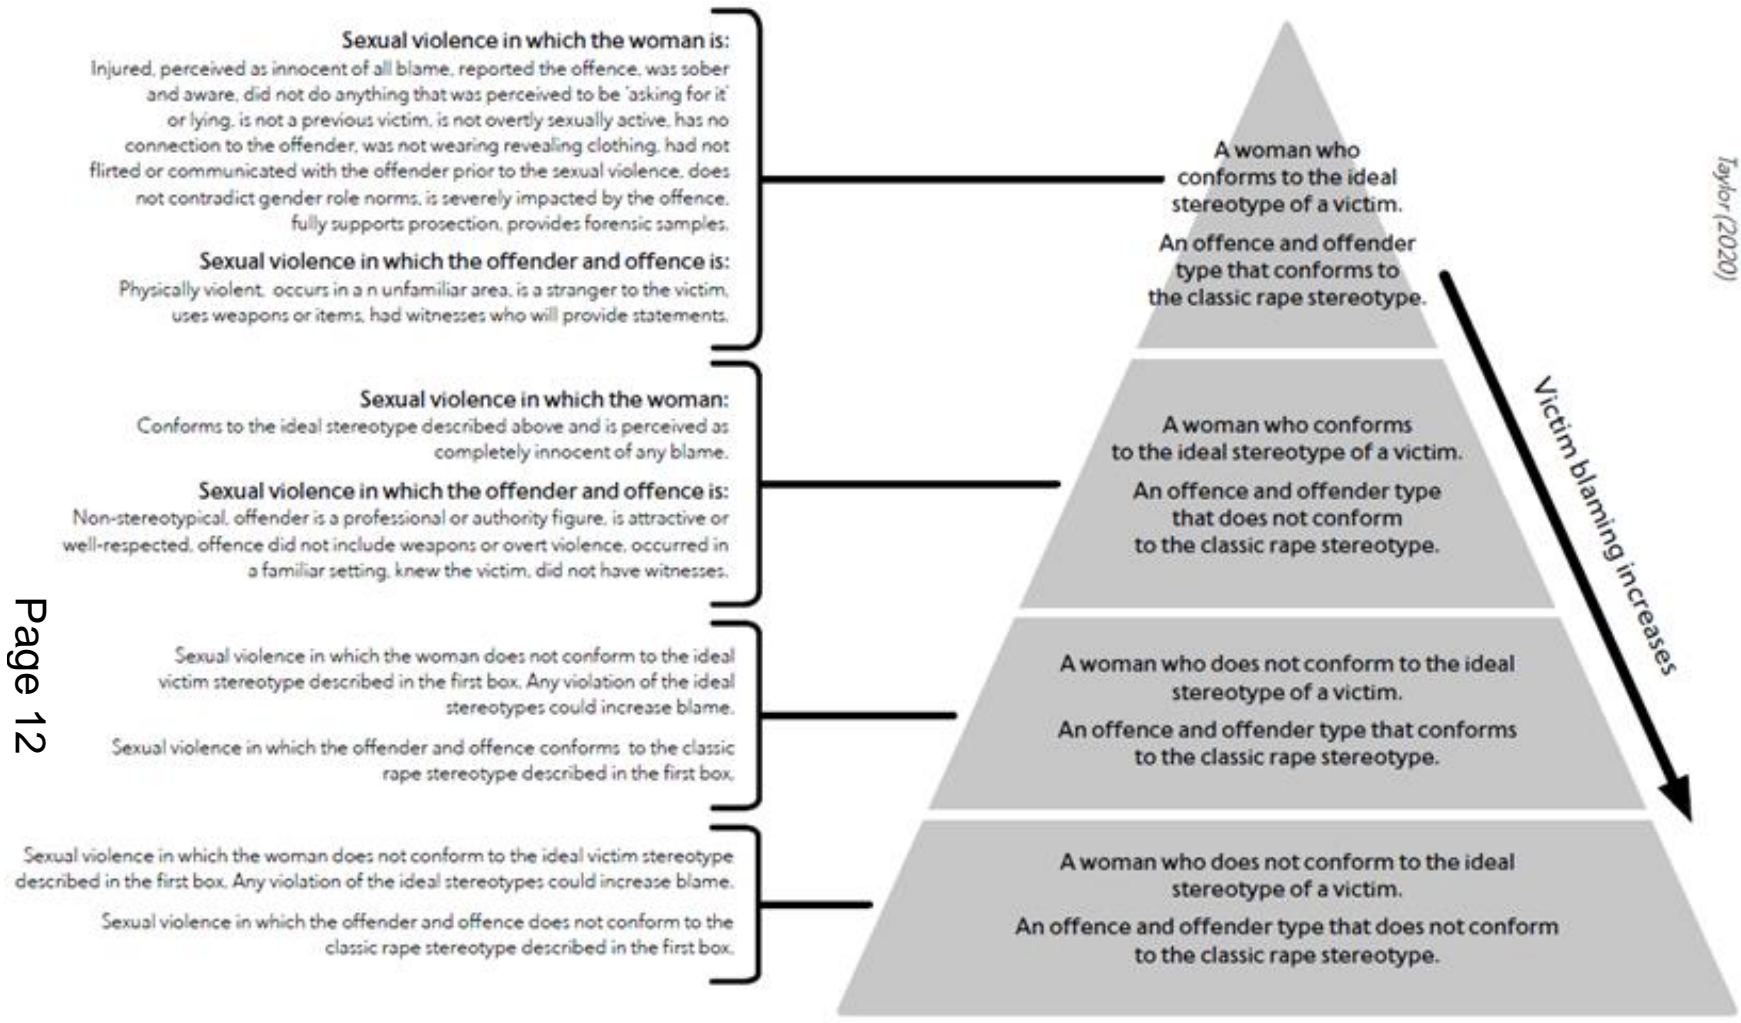 Sexual violence in which the woman is:
Injured, perceived as innocent of all blame, reported the offence, was sober
and aware, did not do anything that was perceived to be 'asking for it'
or lying, is not a previous victim, is not overtly sexually active, has no
connection to the offender, was not wearing revealing clothing, had not
flirted or communicated with the offender prior to the sexual violence, does
not contradict gender role norms, is severely impacted by the offence,
fully supports prosection, provides forensic samples.
Sexual violence in which the offender and offence is:
Physically violent, occurs in a n unfamiliar area, is a stranger to the victim,
uses weapons or items, had witnesses who will provide statements.
Sexual violence in which the woman:
Conforms to the ideal stereotype described above and is perceived as
completely innocent of any blame.
Sexual violence in which the offender and offence is:
Non-stereotypical, offender is a professional or authority figure, is attractive or
well-respected, offence did not include weapons or overt violence, occurred in
a familiar setting, knew the victim, did not have witnesses.
Sexual violence in which the woman does not conform to the ideal
victim stereotype described in the first box. Any violation of the ideal
stereotypes could increase blame.
Sexual violence in which the offender and offence conforms to the classic
rape stereotype described in the first box.
Sexual violence in which the woman does not conform to the ideal victim stereotype
described in the first box. Any violation of the ideal stereotypes could increase blame.
Sexual violence in which the offender and offence does not conform to the
classic rape stereotype described in the first box.
A woman who
conforms to the ideal
stereotype of a victim.
An offence and offender
type that conforms to
the classic rape stereotype.
A woman who conforms
to the ideal stereotype of a victim.
An offence and offender type
that does not conform
to the classic rape stereotype.
A woman who does not conform to the ideal
stereotype of a victim.
An offence and offender type that conforms
to the classic rape stereotype.
A woman who does not conform to the ideal
stereotype of a victim.
An offence and offender type that does not conform
to the classic rape stereotype.
Victim blaming increases
Taylor (2020)
Page 12